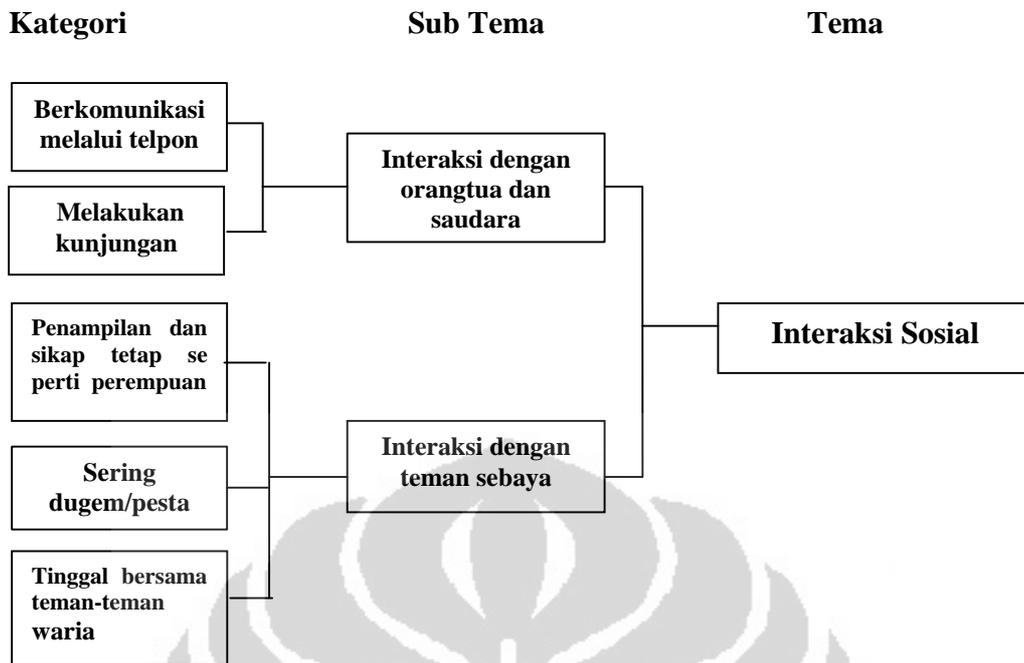 Kategori Sub Tema Tema
Berkomunikasi
melalui telpon
Melakukan
kunjungan
Penampilan dan
sikap tetap se
perti perempuan
Sering
dugem/pesta
Tinggal bersama
teman-teman
waria
Interaksi dengan
orangtua dan
saudara
Interaksi dengan
teman sebaya
Interaksi Sosial